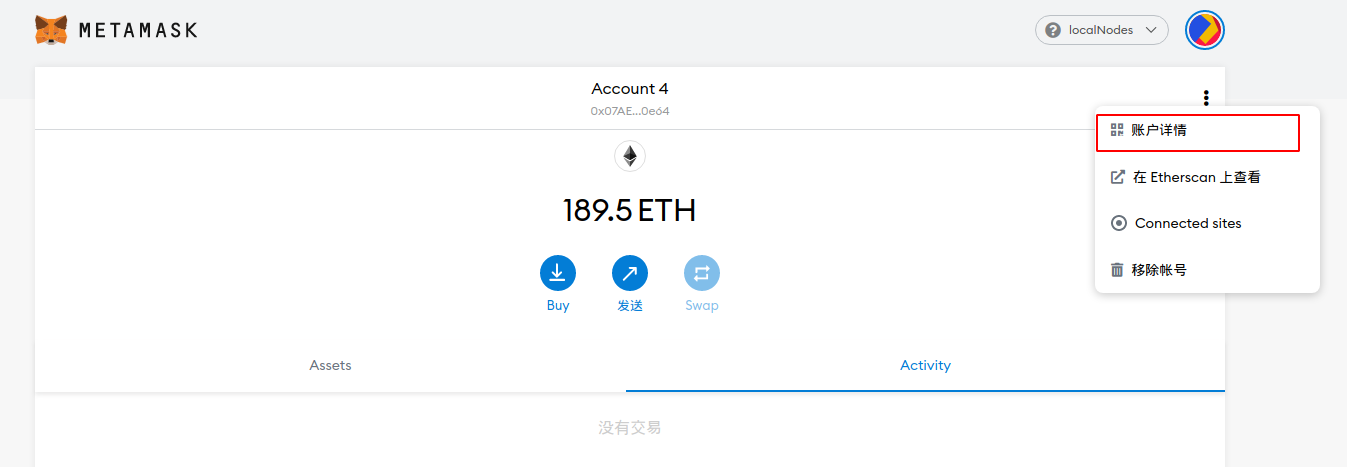 METAMASK
localNodes
Account 4
0x07AE...0e64
账户详情
在 Etherscan 上查看
Connected sites
移除帐号
189.5 ETH
Buy
发送
Swap
Assets
Activity
没有交易